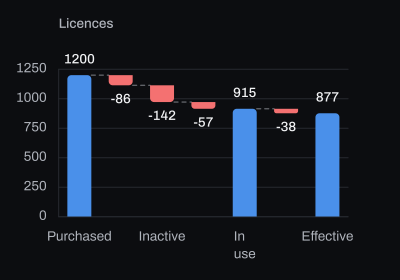 Licences
1200
1250
-86
915
877
1000
-142
-57
-38
750
500
250
0
Purchased
Inactive
In
use
Effective